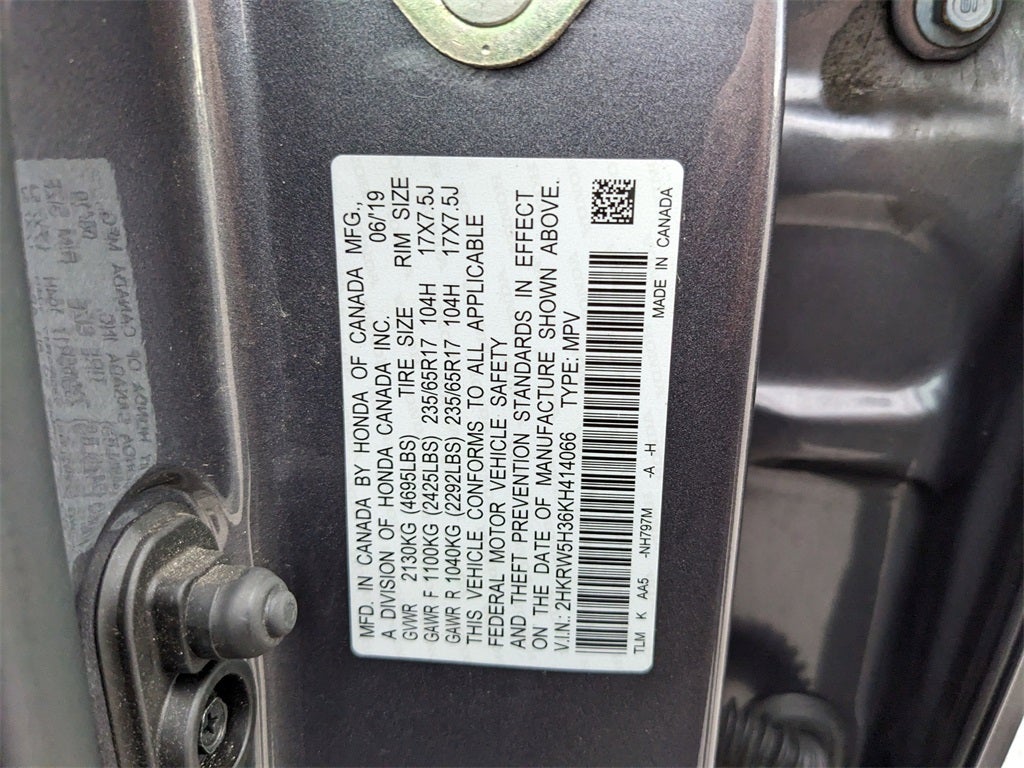 MFD. IN CANADA BY HONDA OF CANADA MFG.,
A DIVISION OF HONDA CANADA INC. 06/19
GVWR 2130KG (4695LBS) TIRE SIZE RIM SIZE
GAWR F 1100KG (2425LBS) 235/65R17 104H 17X7.5J
GAWR R 1040KG (2292LBS) 235/65R17 104H 17X7.5J
THIS VEHICLE CONFORMS TO ALL APPLICABLE
FEDERAL MOTOR VEHICLE SAFETY
AND THEFT PREVENTION STANDARDS IN EFFECT
ON THE DATE OF MANUFACTURE SHOWN ABOVE.
V.I.N.: 2HKRW5H36KH414066 TYPE: MPV
TLM K AA5 -NH797M -A -H
MADE IN CANADA